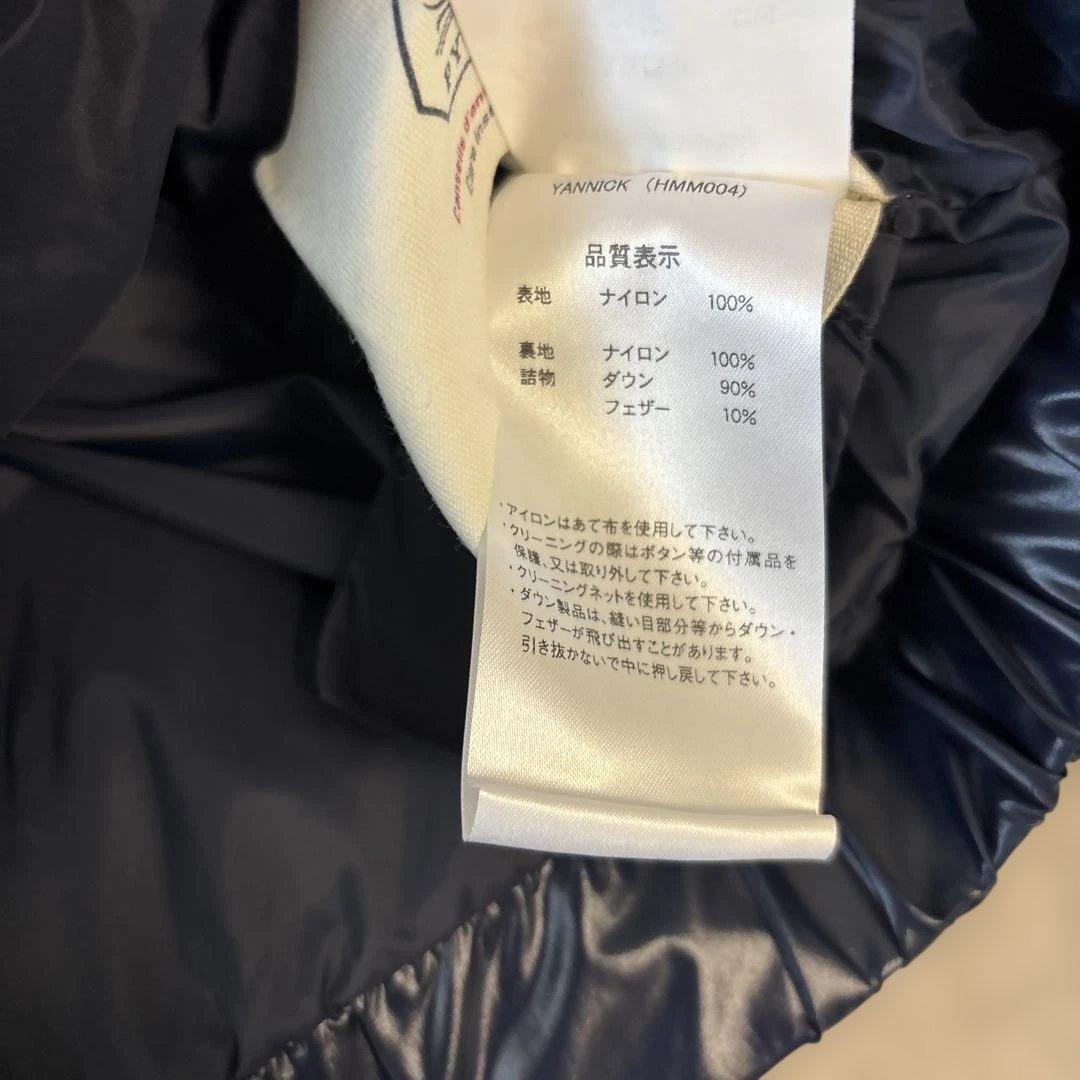 PY
Conseils d'en
Care Ins
YANNICK (HMM004)
品質表示
表地 ナイロン 100%
裏地 ナイロン 100%
詰物 ダウン 90%
フェザー 10%
・アイロンはあて布を使用して下さい。
・クリーニングの際はボタン等の付属品を
保護、又は取り外して下さい。
・クリーニングネットを使用して下さい。
・ダウン製品は、縫い目部分等からダウン・
フェザーが飛び出すことがあります。
引き抜かないで中に押し戻して下さい。